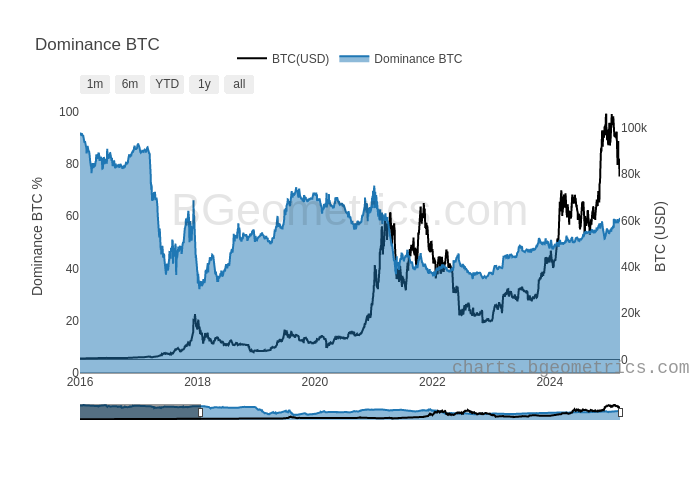 Dominance BTC
BTC(USD) Dominance BTC
1m 6m YTD 1y all
100
80
60
40
20
0
Dominance BTC %
BGeometrics.com
100k
80k
60k
40k
20k
0
BTC (USD)
charts.bgeometrics.com
2016 2018 2020 2022 2024